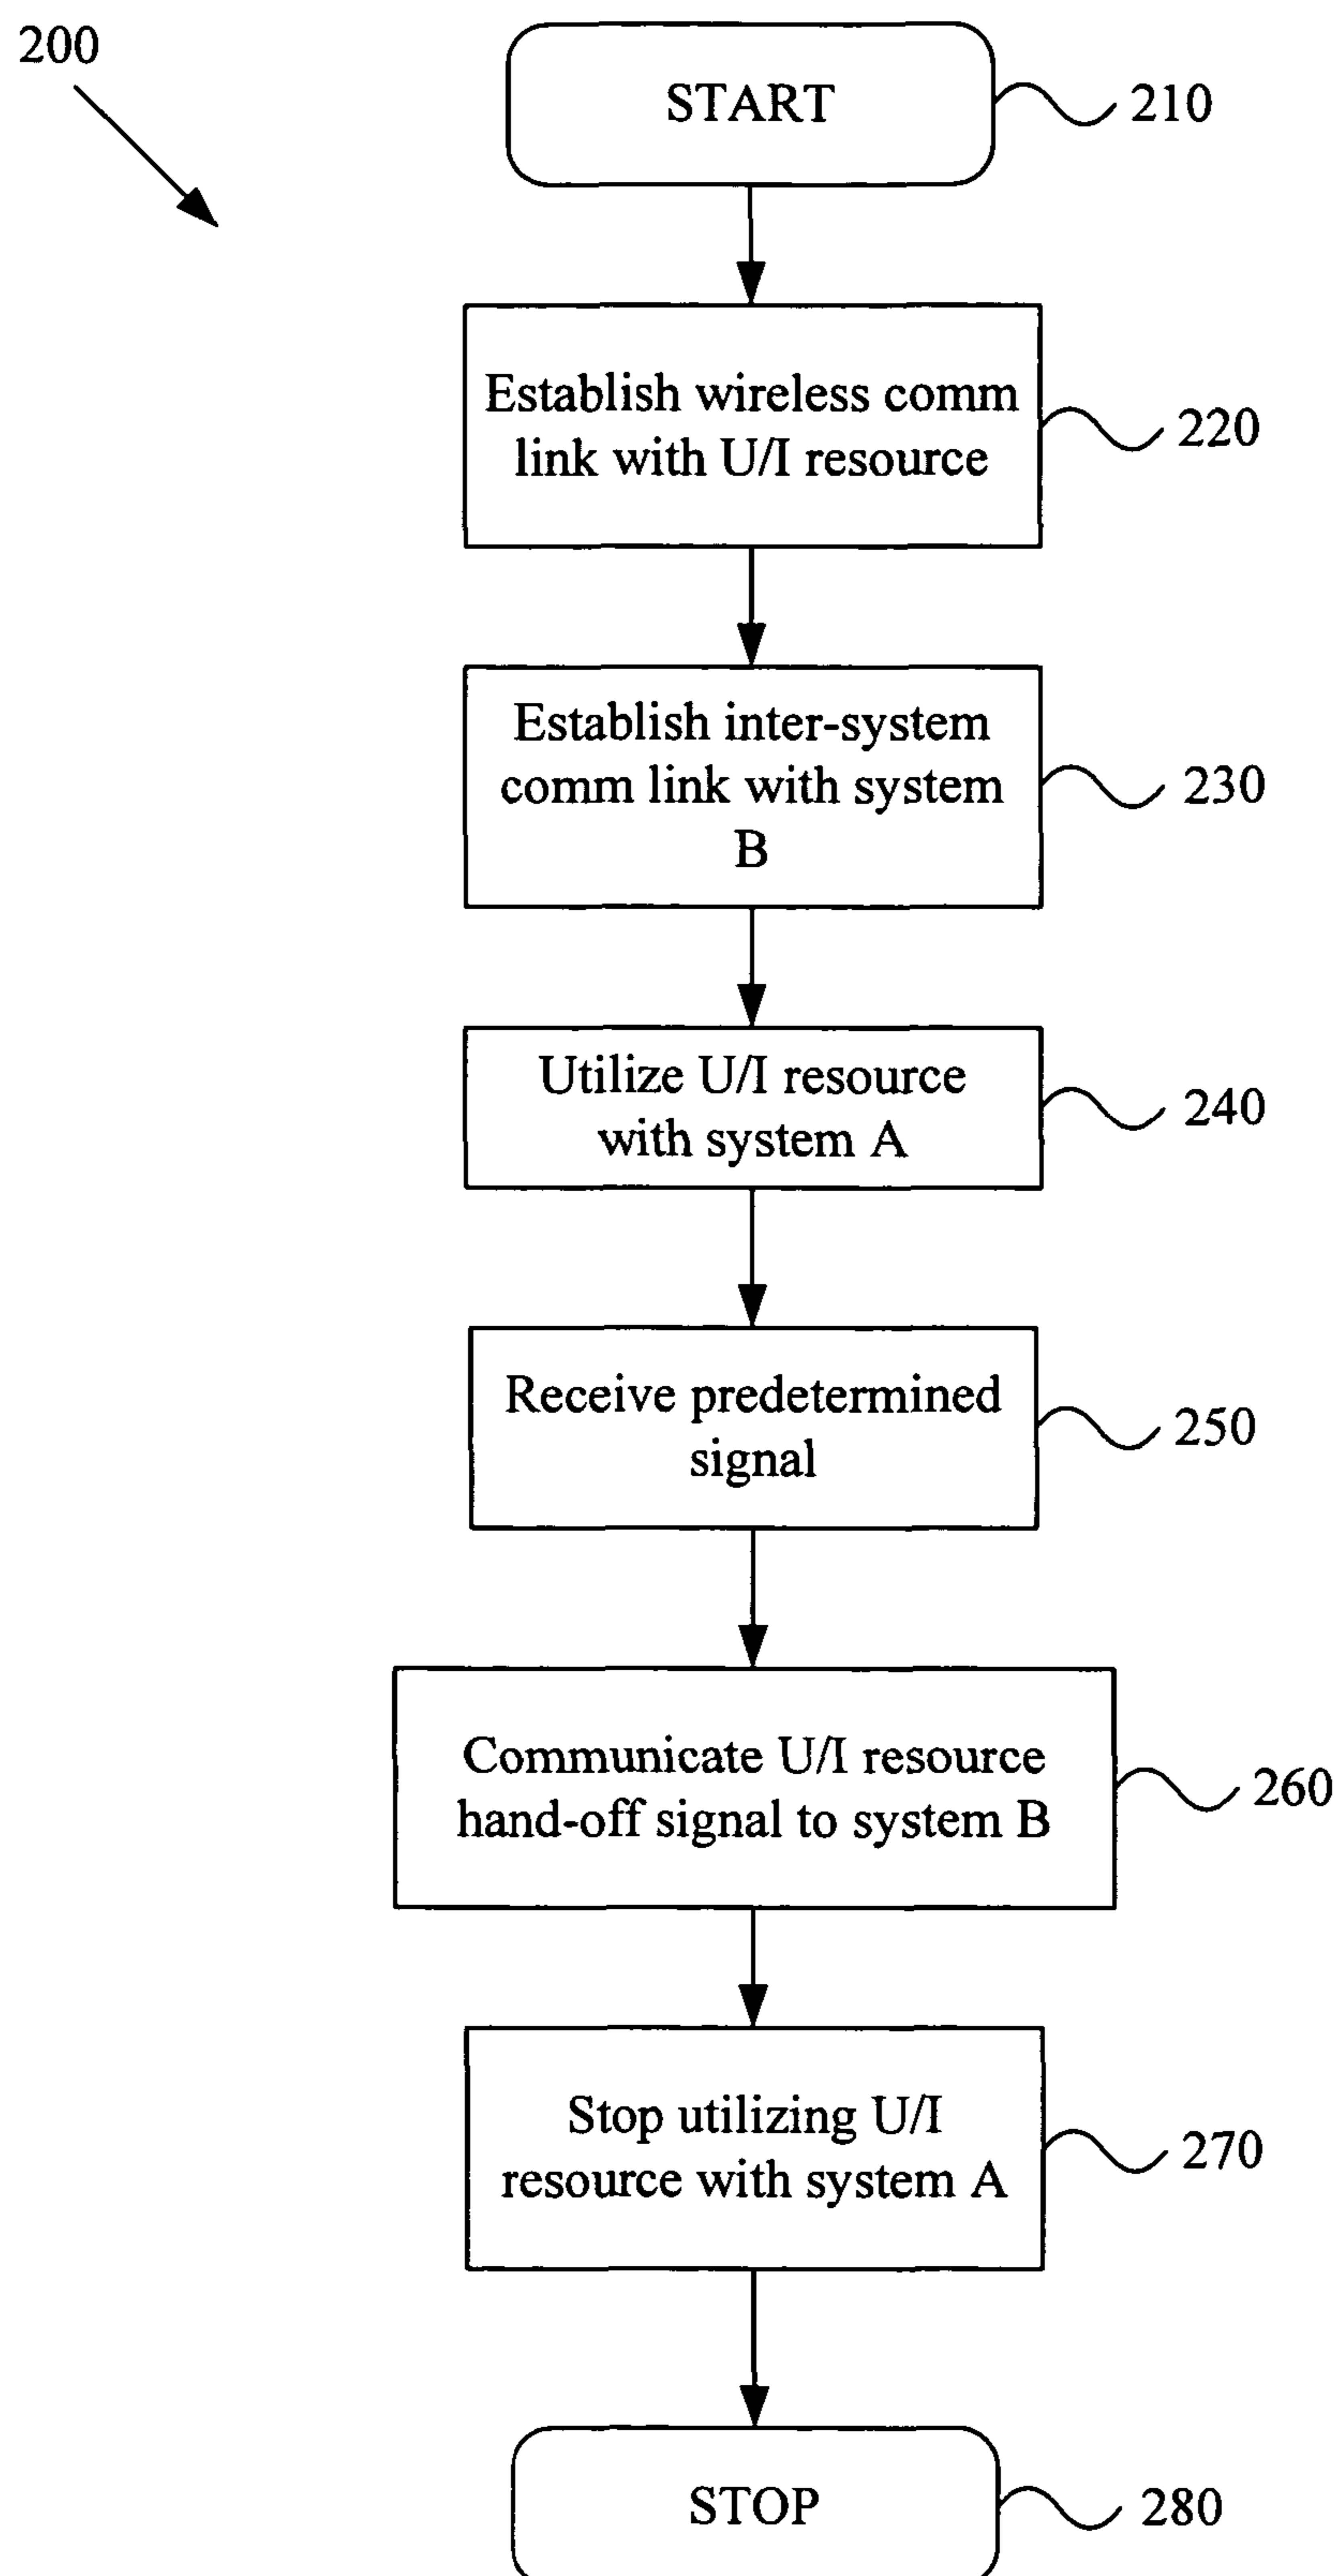 200
START
210
Establish wireless comm
link with U/I resource
220
Establish inter-system
comm link with system
B
230
Utilize U/I resource
with system A
240
Receive predetermined
signal
250
Communicate U/I resource
hand-off signal to system B
260
Stop utilizing U/I
resource with system A
270
STOP
280